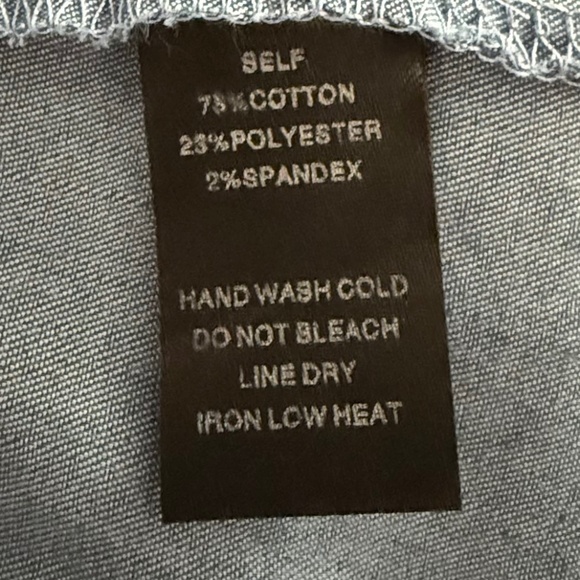 SELF
75%COTTON
23%POLYESTER
2%SPANDEX
HAND WASH COLD
DO NOT BLEACH
LINE DRY
IRON LOW HEAT